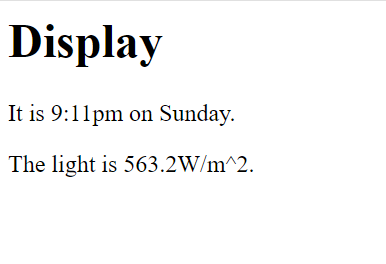 Display
It is 9:11pm on Sunday.
The light is 563.2W/m^2.